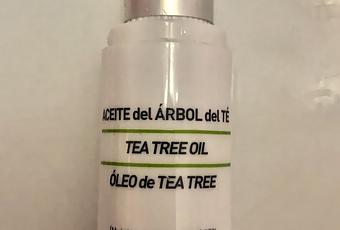 ACEITE del ÁRBOL del TÉ
TEA TREE OIL
ÓLEO de TEA TREE